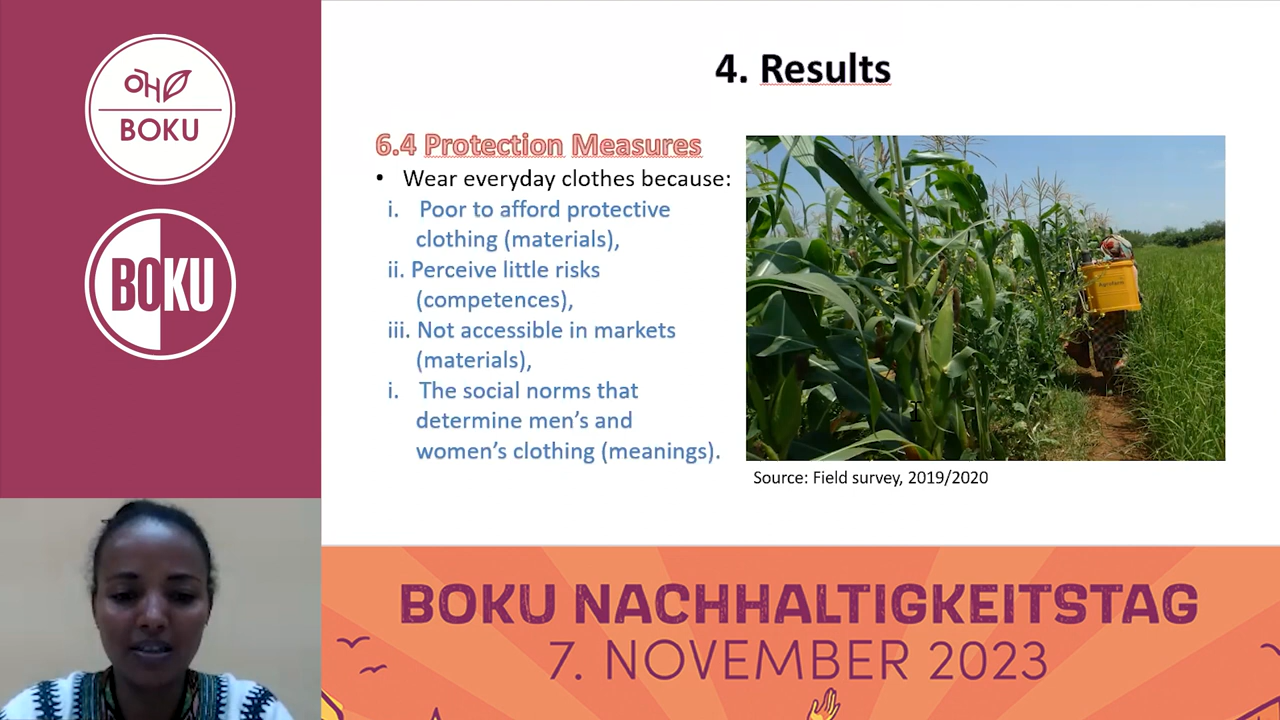 ÖH
BOKU
BOKU
4. Results
6.4 Protection Measures
• Wear everyday clothes because:
i. Poor to afford protective
clothing (materials),
ii. Perceive little risks
(competences),
iii. Not accessible in markets
(materials),
i. The social norms that
determine men’s and
women’s clothing (meanings).
Source: Field survey, 2019/2020
BOKU NACHHALTIGKEITSTAG
7. NOVEMBER 2023